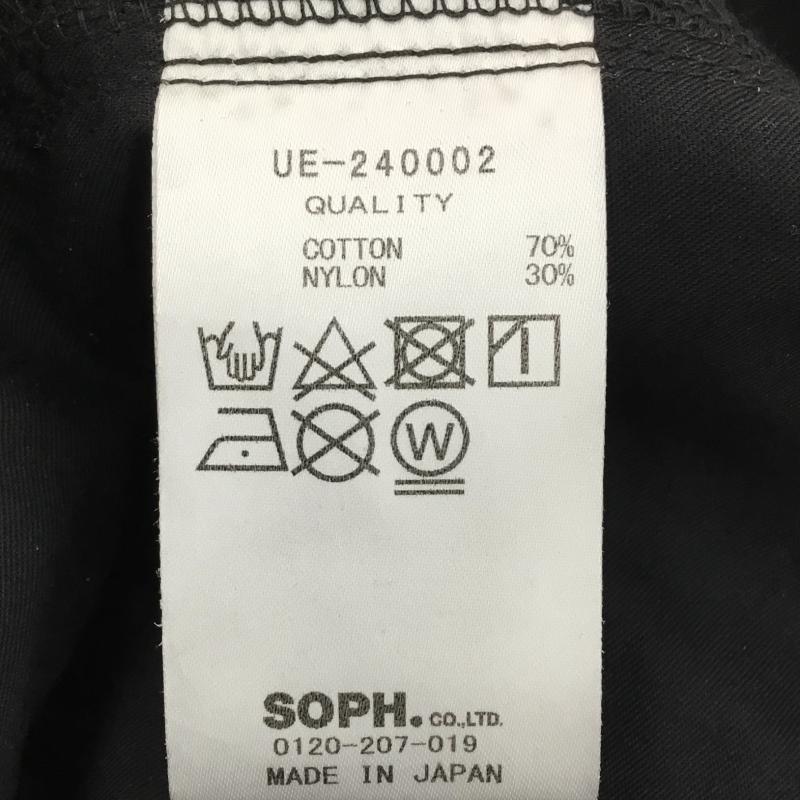 UE-240002
QUALITY
COTTON 70%
NYLON 30%
W
SOPH. CO.,LTD.
0120-207-019
MADE IN JAPAN